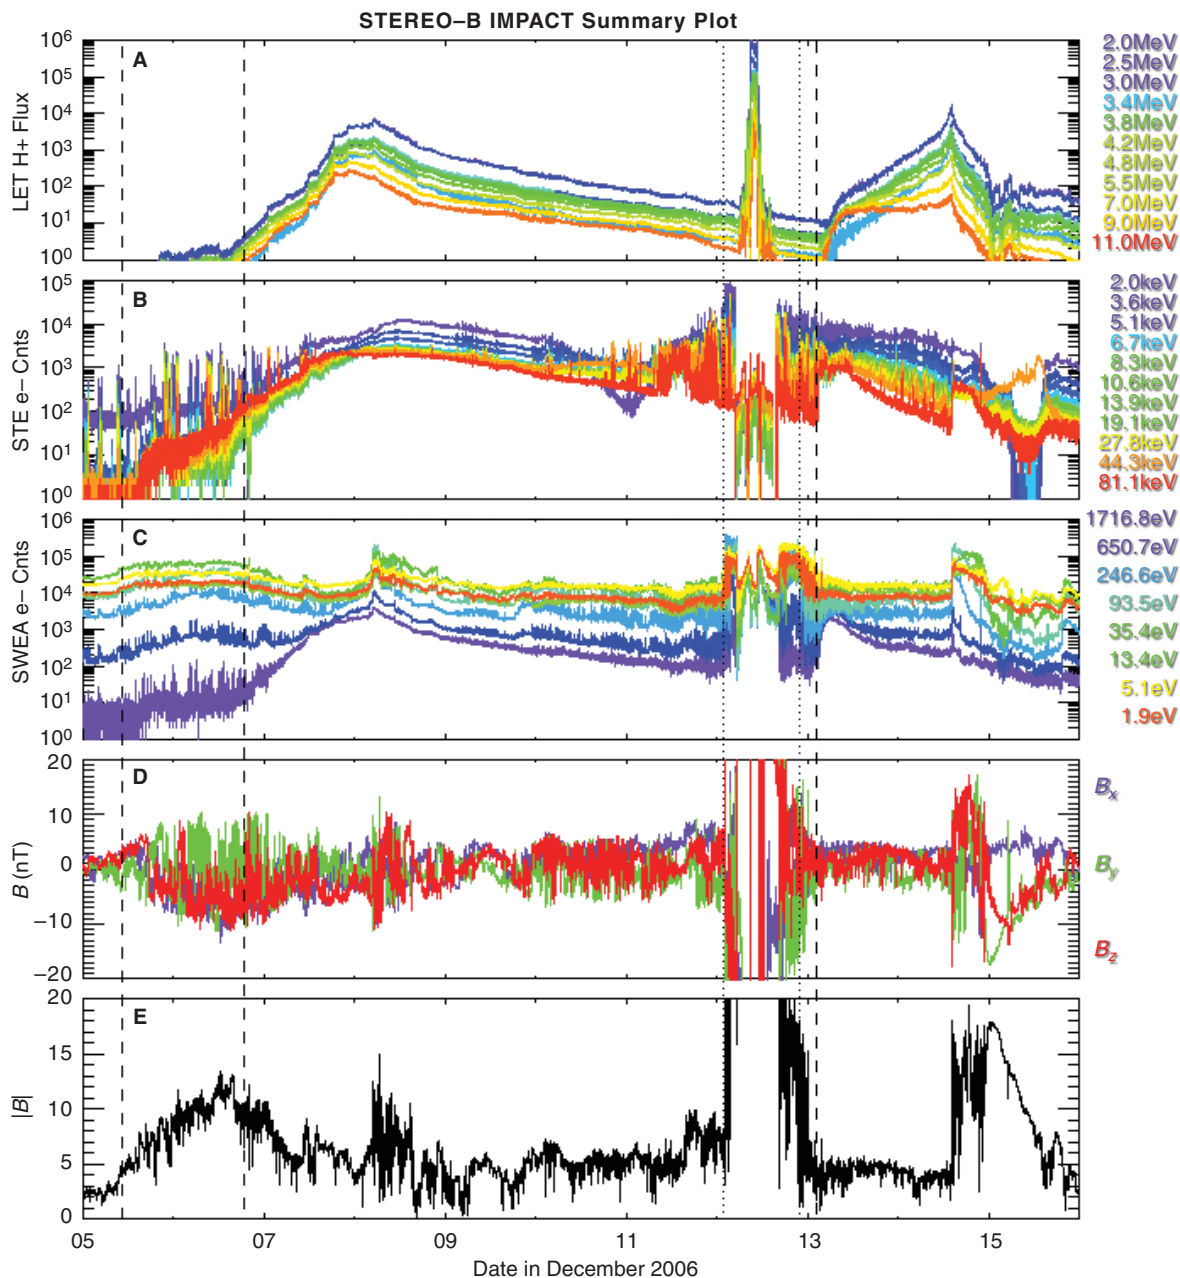 STEREO–B IMPACT Summary Plot
A
LET H+ Flux
10⁶
10⁵
10⁴
10³
10²
10¹
10⁰
2.0MeV
2.5MeV
3.0MeV
3.4MeV
3.8MeV
4.2MeV
4.8MeV
5.5MeV
7.0MeV
9.0MeV
11.0MeV
B
STE e– Cnts
10⁵
10⁴
10³
10²
10¹
10⁰
2.0keV
3.6keV
5.1keV
6.7keV
8.3keV
10.6keV
13.9keV
19.1keV
27.8keV
44.3keV
81.1keV
C
SWEA e– Cnts
10⁶
10⁵
10⁴
10³
10²
10¹
10⁰
1716.8eV
650.7eV
246.6eV
93.5eV
35.4eV
13.4eV
5.1eV
1.9eV
D
B (nT)
20
10
0
–10
–20
Bₓ
Bᵧ
B_z
E
|B|
20
15
10
5
0
05 07 09 11 13 15
Date in December 2006